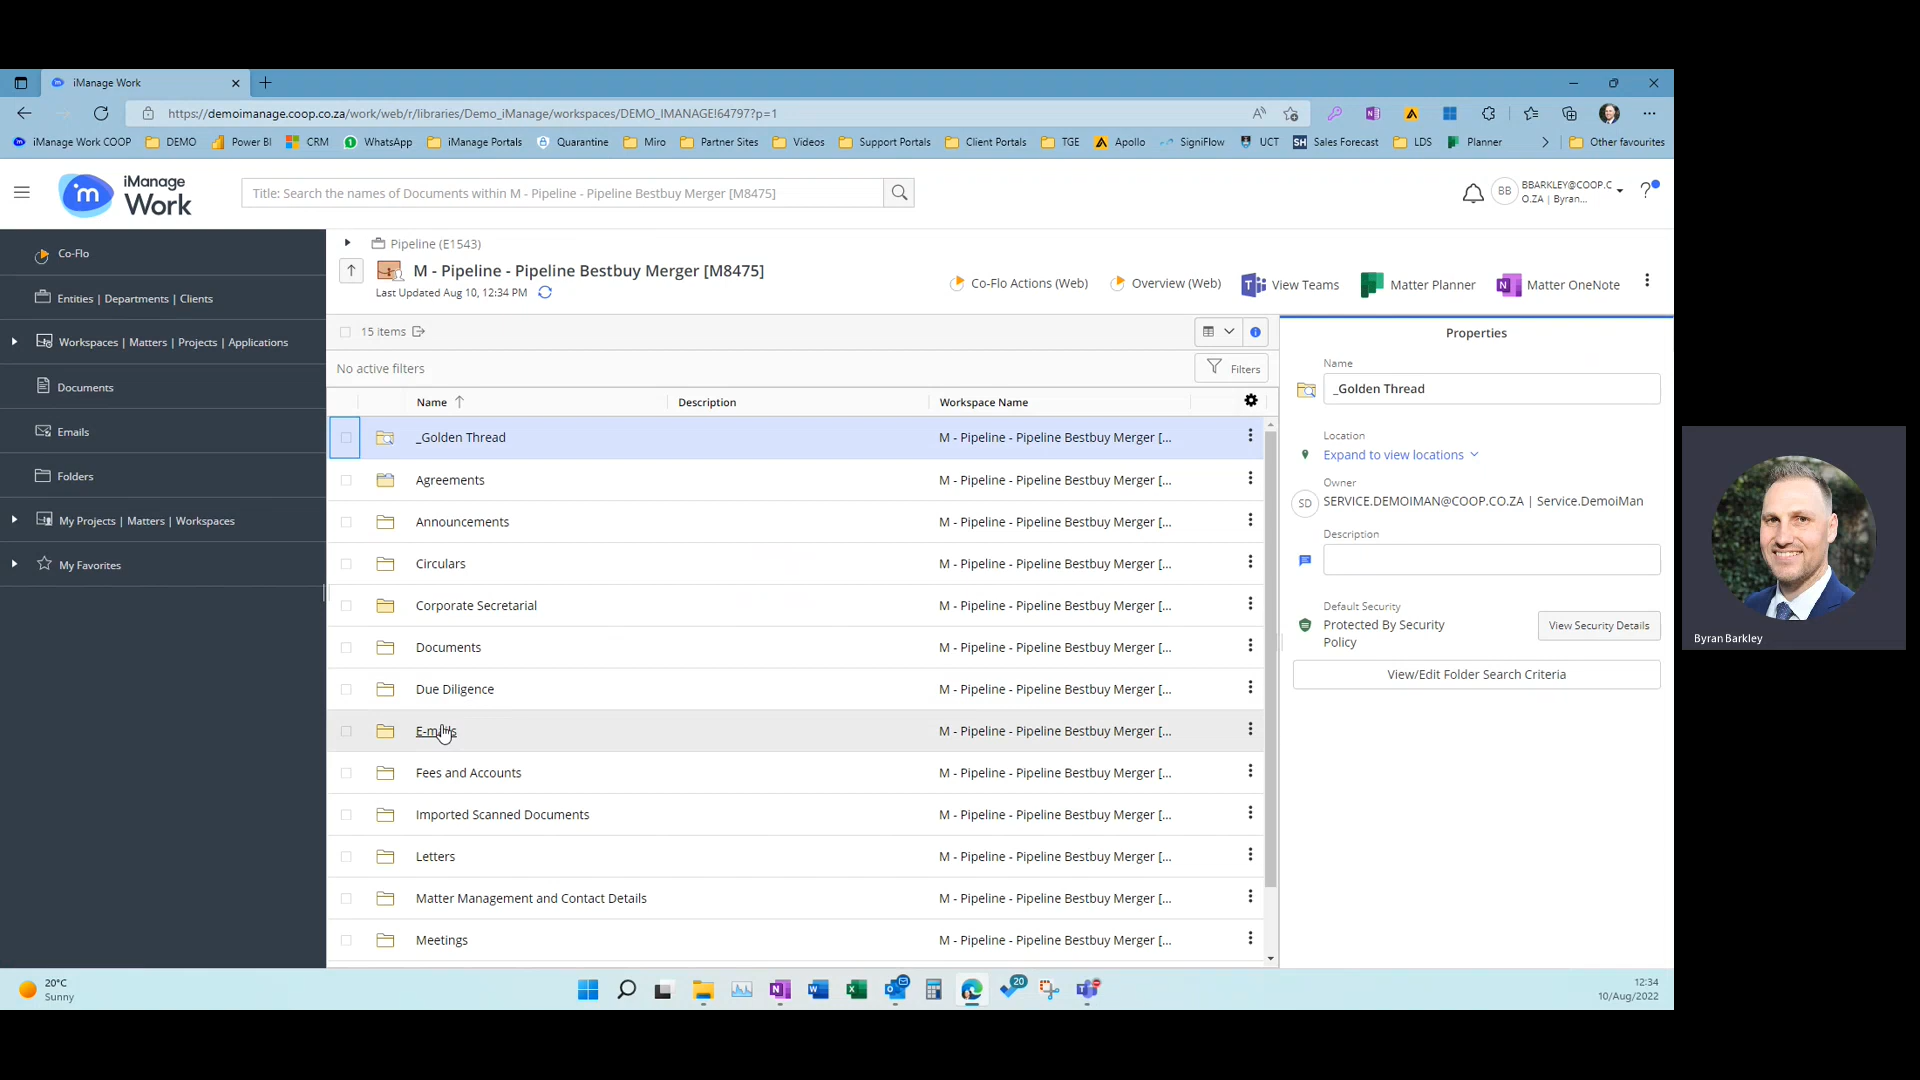 iManage Work
https://demoimanage.coop.co.za/work/web/r/libraries/Demo_iManage/workspaces/DEMO_IMANAGE!64797?p=1
iManage Work COOP
DEMO
Power BI
CRM
WhatsApp
iManage Portals
Quarantine
Miro
Partner Sites
Videos
Support Portals
Client Portals
TGE
Apollo
SigniFlow
UCT
SH Sales Forecast
LDS
Planner
Other favourites
m
iManage
Work
Title: Search the names of Documents within M - Pipeline - Pipeline Bestbuy Merger [M8475]
BB
BBARKLEY@COOP.C
O.ZA | Byran...
?
Co-Flo
Entities | Departments | Clients
Workspaces | Matters | Projects | Applications
Documents
Emails
Folders
My Projects | Matters | Workspaces
My Favorites
Pipeline (E1543)
M - Pipeline - Pipeline Bestbuy Merger [M8475]
Last Updated Aug 10, 12:34 PM
Co-Flo Actions (Web)
Overview (Web)
View Teams
Matter Planner
Matter OneNote
15 items
No active filters
Filters
Name
Description
Workspace Name
_Golden Thread M - Pipeline - Pipeline Bestbuy Merger [...
Agreements M - Pipeline - Pipeline Bestbuy Merger [...
Announcements M - Pipeline - Pipeline Bestbuy Merger [...
Circulars M - Pipeline - Pipeline Bestbuy Merger [...
Corporate Secretarial M - Pipeline - Pipeline Bestbuy Merger [...
Documents M - Pipeline - Pipeline Bestbuy Merger [...
Due Diligence M - Pipeline - Pipeline Bestbuy Merger [...
E-mails M - Pipeline - Pipeline Bestbuy Merger [...
Fees and Accounts M - Pipeline - Pipeline Bestbuy Merger [...
Imported Scanned Documents M - Pipeline - Pipeline Bestbuy Merger [...
Letters M - Pipeline - Pipeline Bestbuy Merger [...
Matter Management and Contact Details M - Pipeline - Pipeline Bestbuy Merger [...
Meetings M - Pipeline - Pipeline Bestbuy Merger [...
Properties
Name
_Golden Thread
Location
Expand to view locations
Owner
SD
SERVICE.DEMOIMAN@COOP.CO.ZA | Service.DemoiMan
Description
Default Security
Protected By Security
Policy
View Security Details
View/Edit Folder Search Criteria
Byran Barkley
20°C
Sunny
20
12:34
10/Aug/2022